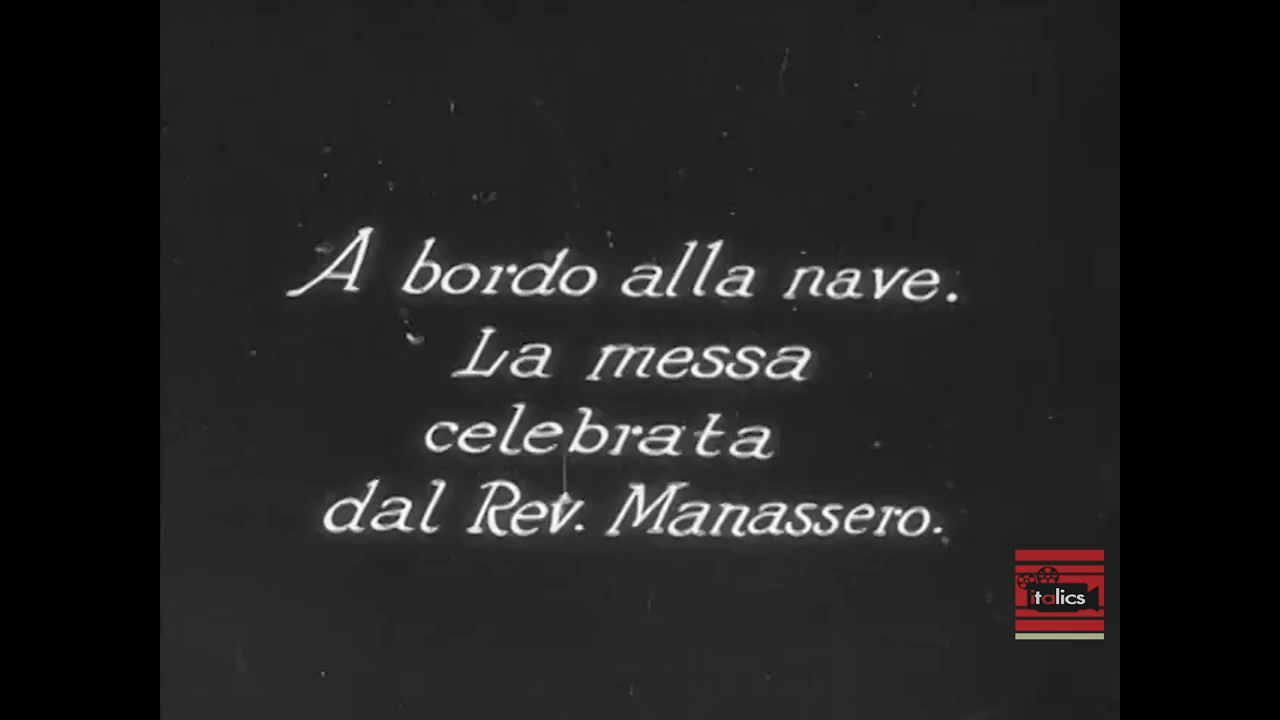 A bordo alla nave.
La messa
celebrata
dal Rev. Manassero.
italics